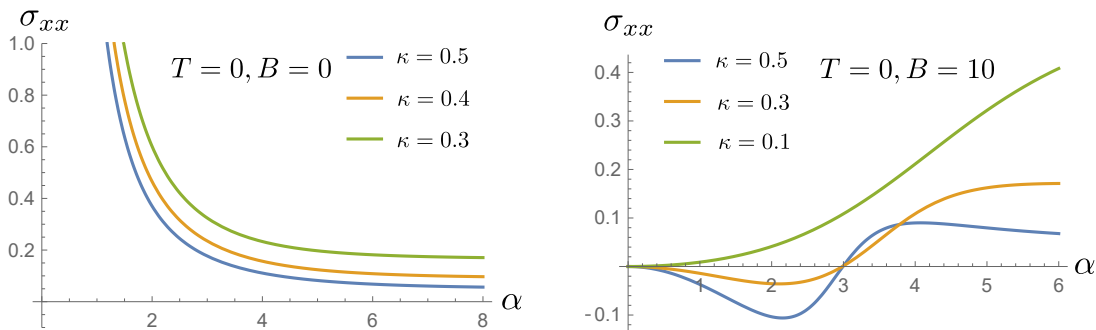 σ_xx
1.0
0.8
0.6
0.4
0.2
2
4
6
8
α
T = 0, B = 0
κ = 0.5
κ = 0.4
κ = 0.3
σ_xx
0.4
0.3
0.2
0.1
-0.1
1
2
3
4
5
6
α
κ = 0.5
κ = 0.3
κ = 0.1
T = 0, B = 10